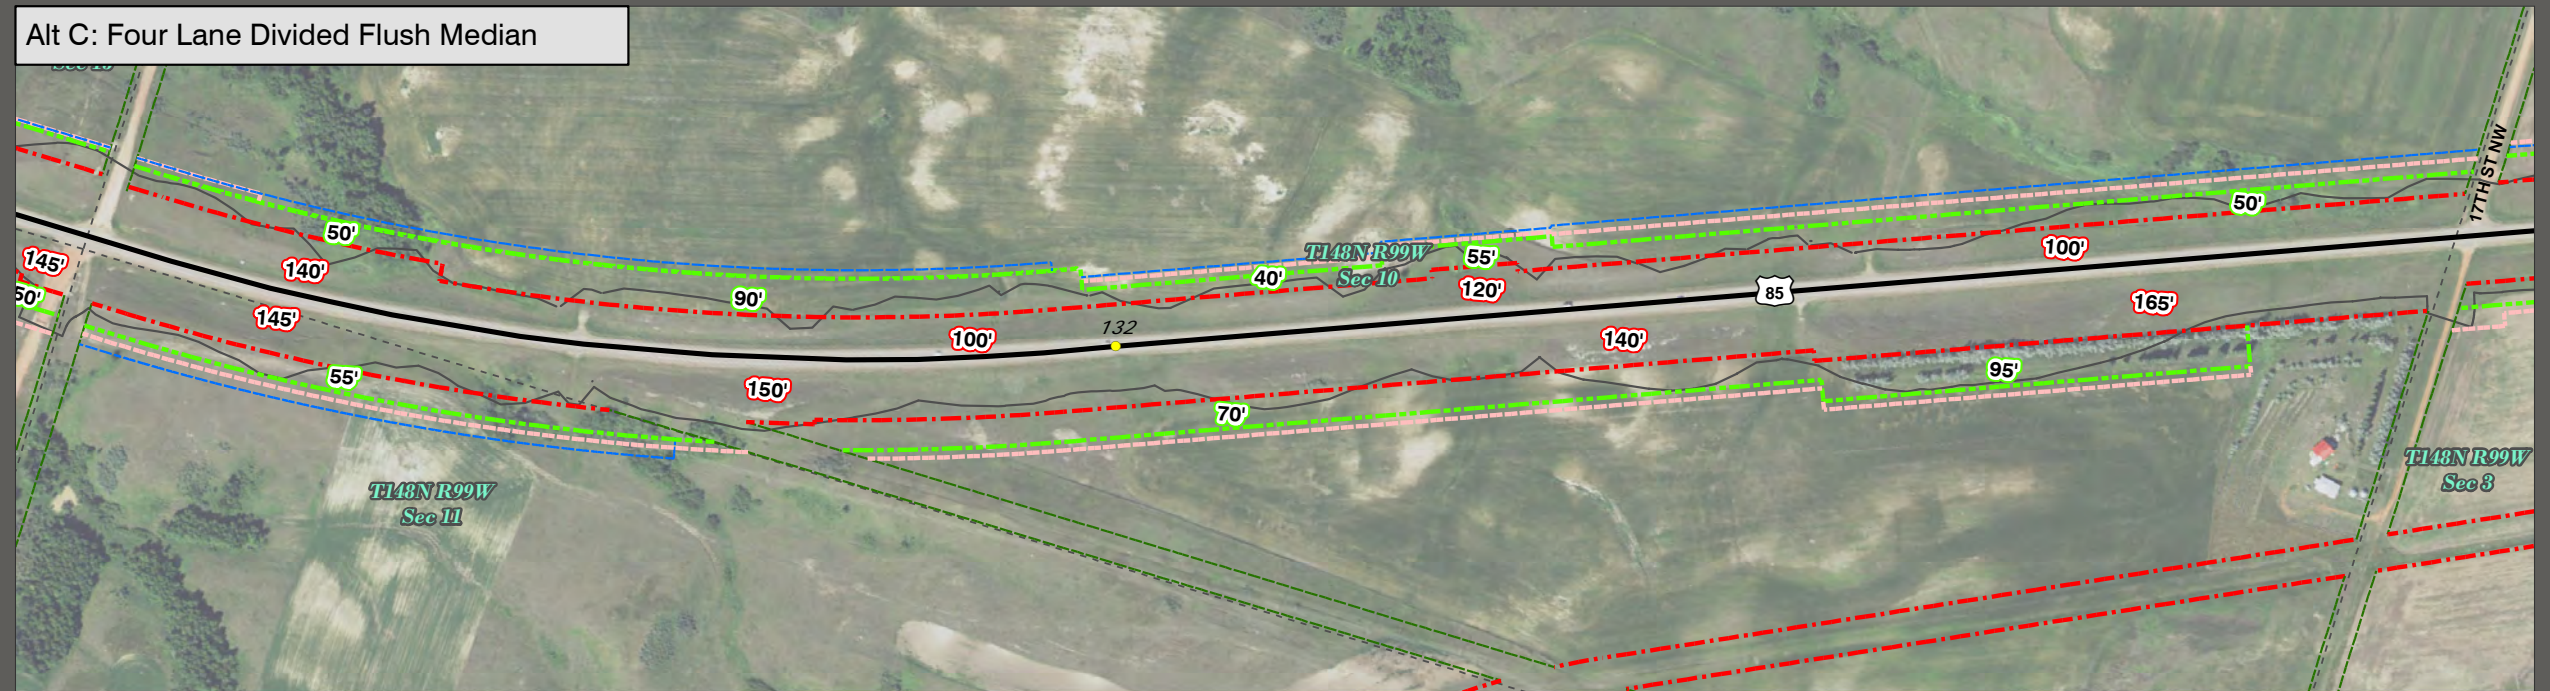 Alt C: Four Lane Divided Flush Median
17TH ST NW
50'
50'
145'
140'
T148N R99W
Sec 10
55'
100'
40'
120'
90'
85
145'
132
165'
100'
140'
55'
150'
95'
70'
T148N R99W
Sec 11
T148N R99W
Sec 3